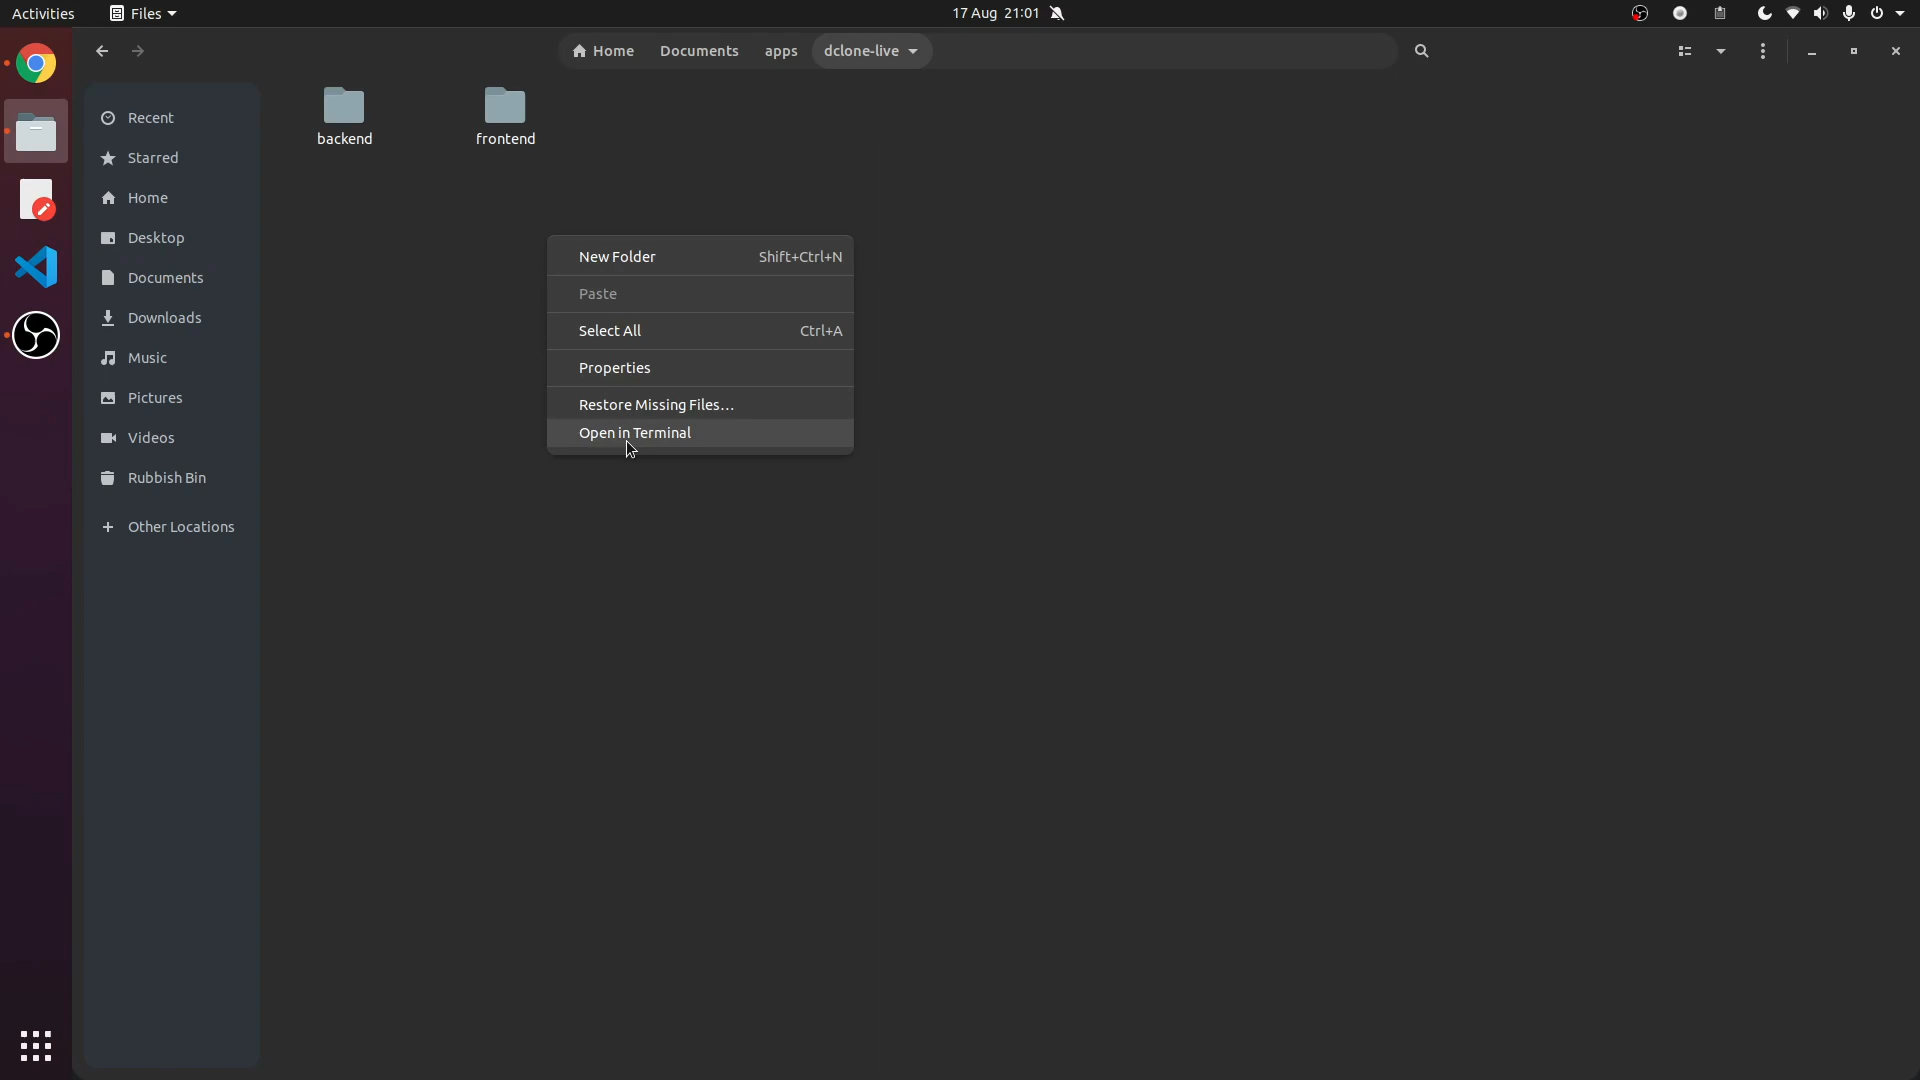 Activities Files 17 Aug 21:01
Home Documents apps dclone-live
Recent
Starred
Home
Desktop
Documents
Downloads
Music
Pictures
Videos
Rubbish Bin
Other Locations
backend frontend
New Folder Shift+Ctrl+N
Paste
Select All Ctrl+A
Properties
Restore Missing Files...
Open in Terminal